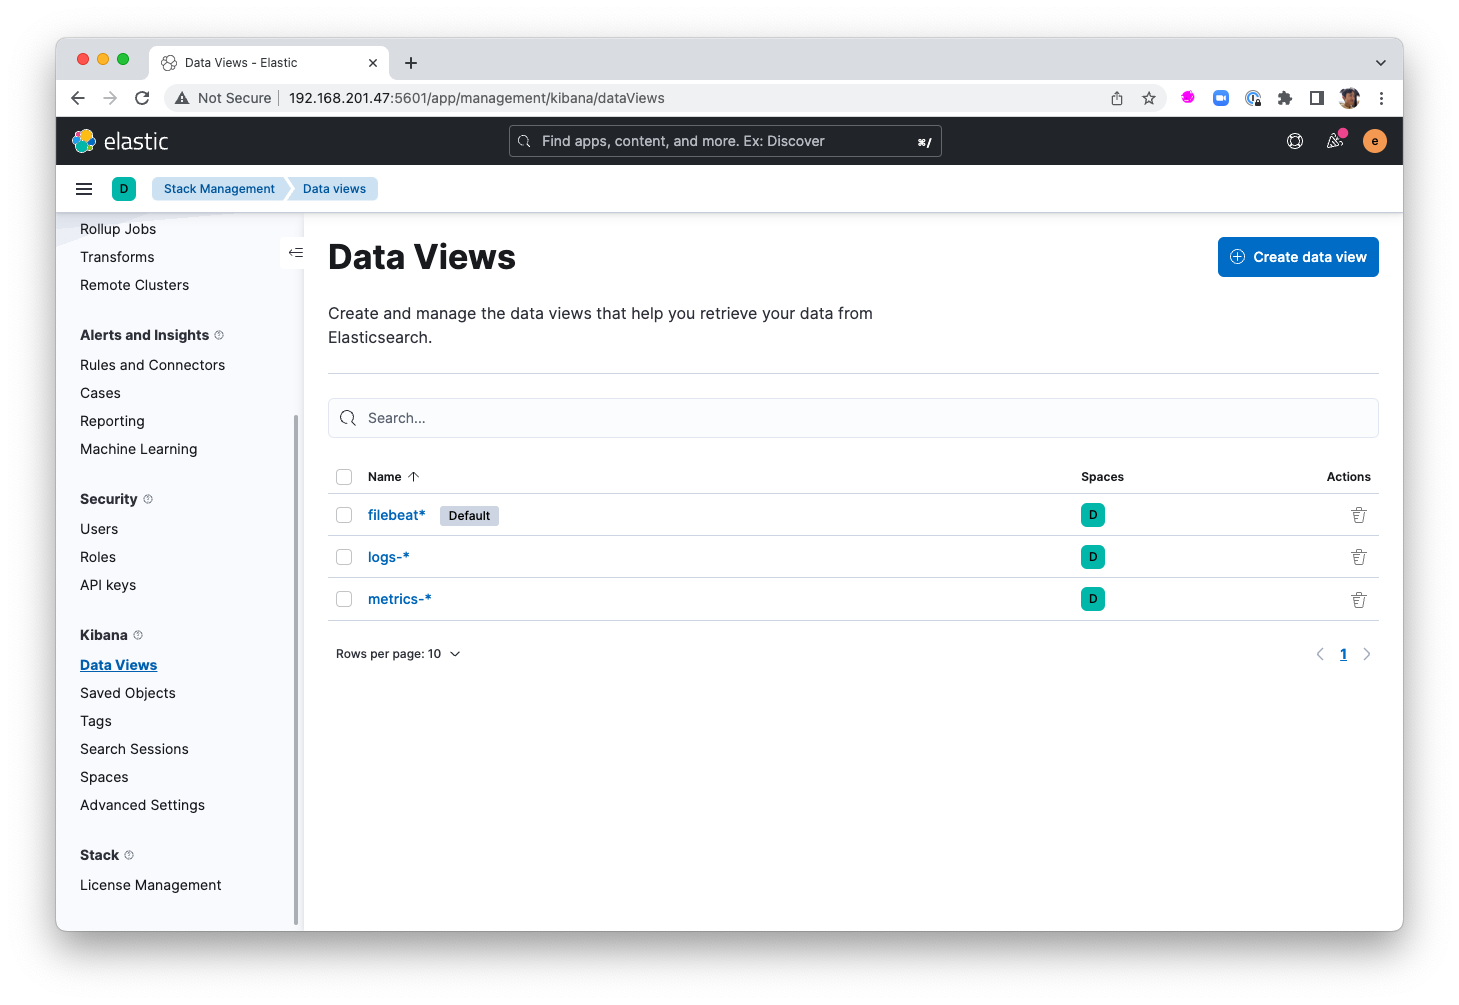 Data Views - Elastic
Not Secure 192.168.201.47:5601/app/management/kibana/dataViews
elastic
Find apps, content, and more. Ex: Discover ⌘/
e
D Stack Management Data views
Rollup Jobs
Transforms
Remote Clusters
Alerts and Insights
Rules and Connectors
Cases
Reporting
Machine Learning
Security
Users
Roles
API keys
Kibana
Data Views
Saved Objects
Tags
Search Sessions
Spaces
Advanced Settings
Stack
License Management
Data Views
Create data view
Create and manage the data views that help you retrieve your data from
Elasticsearch.
Search...
Name Spaces Actions
filebeat* Default D
logs-* D
metrics-* D
Rows per page: 10
1